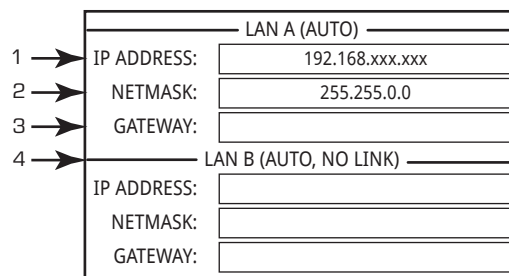 LAN A (AUTO)
1 IP ADDRESS: 192.168.xxx.xxx
2 NETMASK: 255.255.0.0
3 GATEWAY:
4 LAN B (AUTO, NO LINK)
IP ADDRESS:
NETMASK:
GATEWAY: